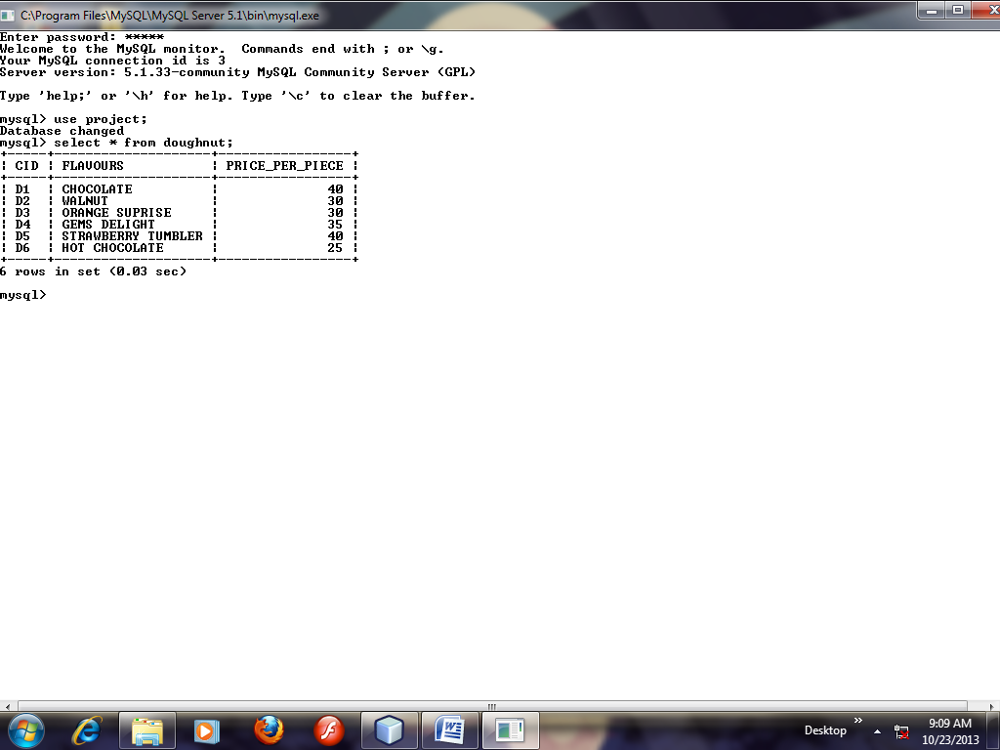 C:\Program Files\MySQL\MySQL Server 5.1\bin\mysql.exe
Enter password: *****
Welcome to the MySQL monitor.  Commands end with ; or \g.
Your MySQL connection id is 3
Server version: 5.1.33-community MySQL Community Server (GPL)
Type 'help;' or '\h' for help. Type '\c' to clear the buffer.
mysql> use project;
Database changed
mysql> select * from doughnut;
+-----+--------------------+-----------------+
| CID | FLAVOURS           | PRICE_PER_PIECE |
+-----+--------------------+-----------------+
| D1  | CHOCOLATE          |              40 |
| D2  | WALNUT             |              30 |
| D3  | ORANGE SUPRISE     |              30 |
| D4  | GEMS DELIGHT       |              35 |
| D5  | STRAWBERRY TUMBLER |              40 |
| D6  | HOT CHOCOLATE      |              25 |
+-----+--------------------+-----------------+
6 rows in set (0.03 sec)
mysql>
Desktop
9:09 AM
10/23/2013